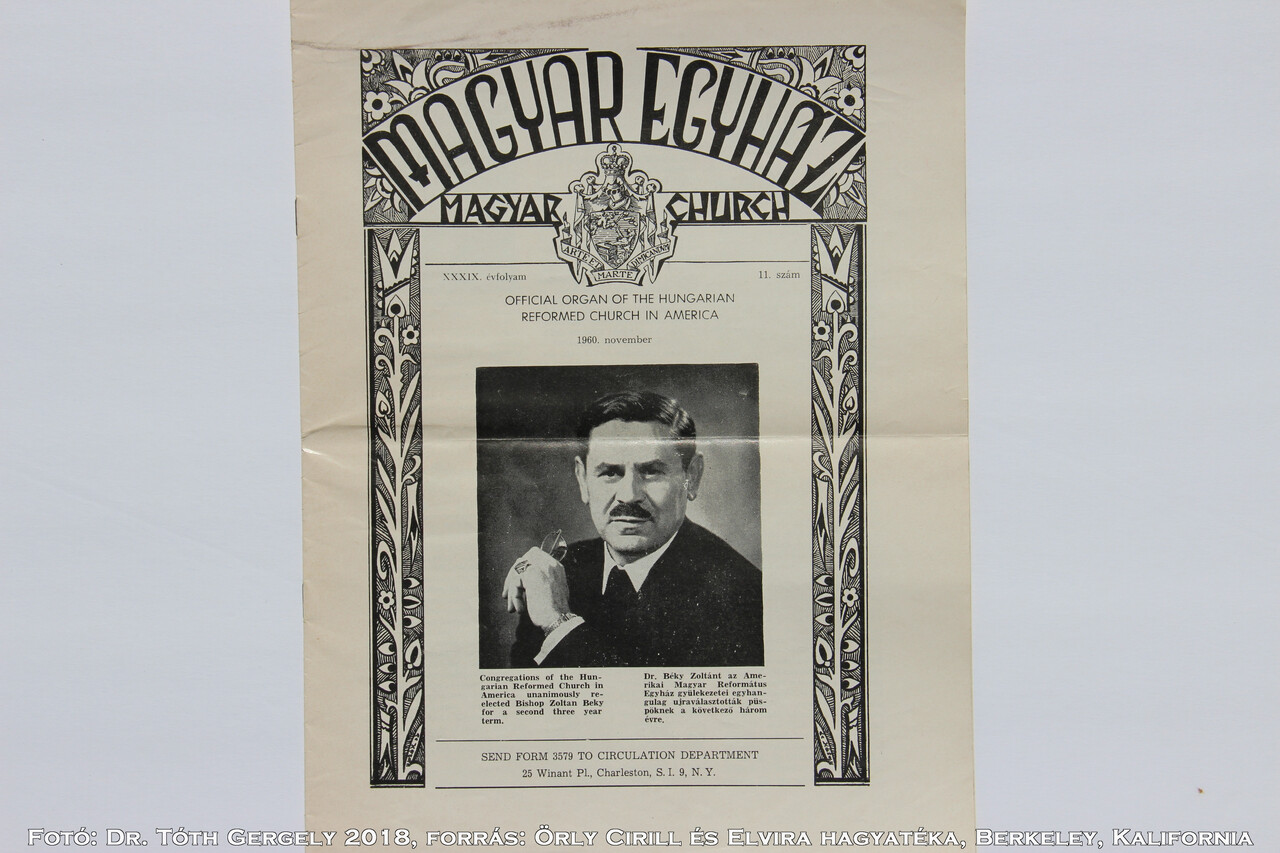 MAGYAR EGYHÁZ
MAGYAR CHURCH
ARTE ET MARTE DIMICANDUM
XXXIX. évfolyam 11. szám
OFFICIAL ORGAN OF THE HUNGARIAN
REFORMED CHURCH IN AMERICA
1960. november
Congregations of the Hun-
garian Reformed Church in
America unanimously re-
elected Bishop Zoltan Beky
for a second three year
term.
Dr. Béky Zoltánt az Ame-
rikai Magyar Református
Egyház gyülekezetei egyhan-
gulag ujraválasztották püs-
pöknek a következő három
évre.
SEND FORM 3579 TO CIRCULATION DEPARTMENT
25 Winant Pl., Charleston, S. I. 9, N. Y.
Fotó: Dr. Tóth Gergely 2018, forrás: Örly Cirill és Elvira hagyatéka, Berkeley, Kalifornia